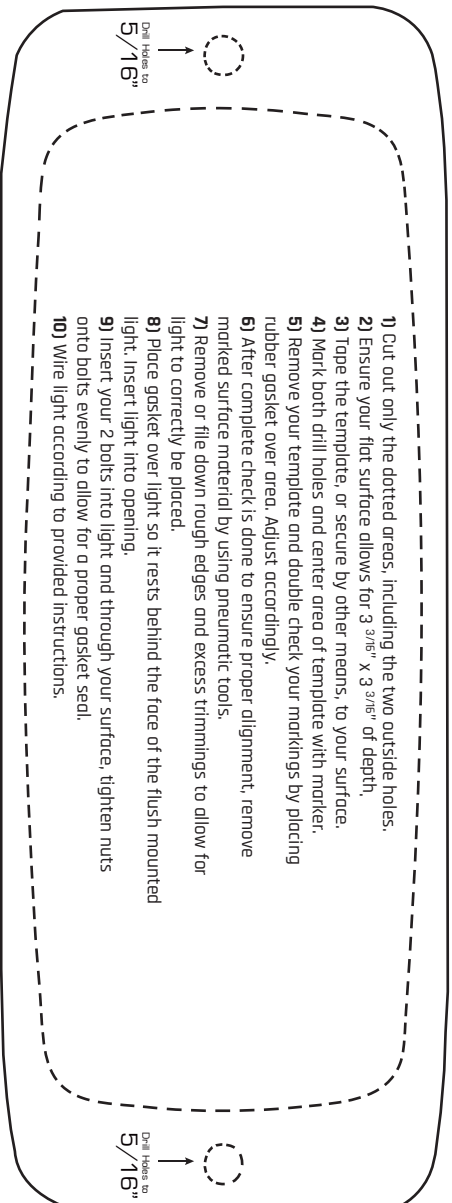 Drill Holes to
5/16"
1) Cut out only the dotted areas, including the two outside holes.
2) Ensure your flat surface allows for 3 3/16" x 3 3/16" of depth.
3) Tape the template, or secure by other means, to your surface.
4) Mark both drill holes and center area of template with marker.
5) Remove your template and double check your markings by placing
rubber gasket over area. Adjust accordingly.
6) After complete check is done to ensure proper alignment, remove
marked surface material by using pneumatic tools.
7) Remove or file down rough edges and excess trimmings to allow for
light to correctly be placed.
8) Place gasket over light so it rests behind the face of the flush mounted
light. Insert light into opening.
9) Insert your 2 bolts into light and through your surface, tighten nuts
onto bolts evenly to allow for a proper gasket seal.
10) Wire light according to provided instructions.
Drill Holes to
5/16"